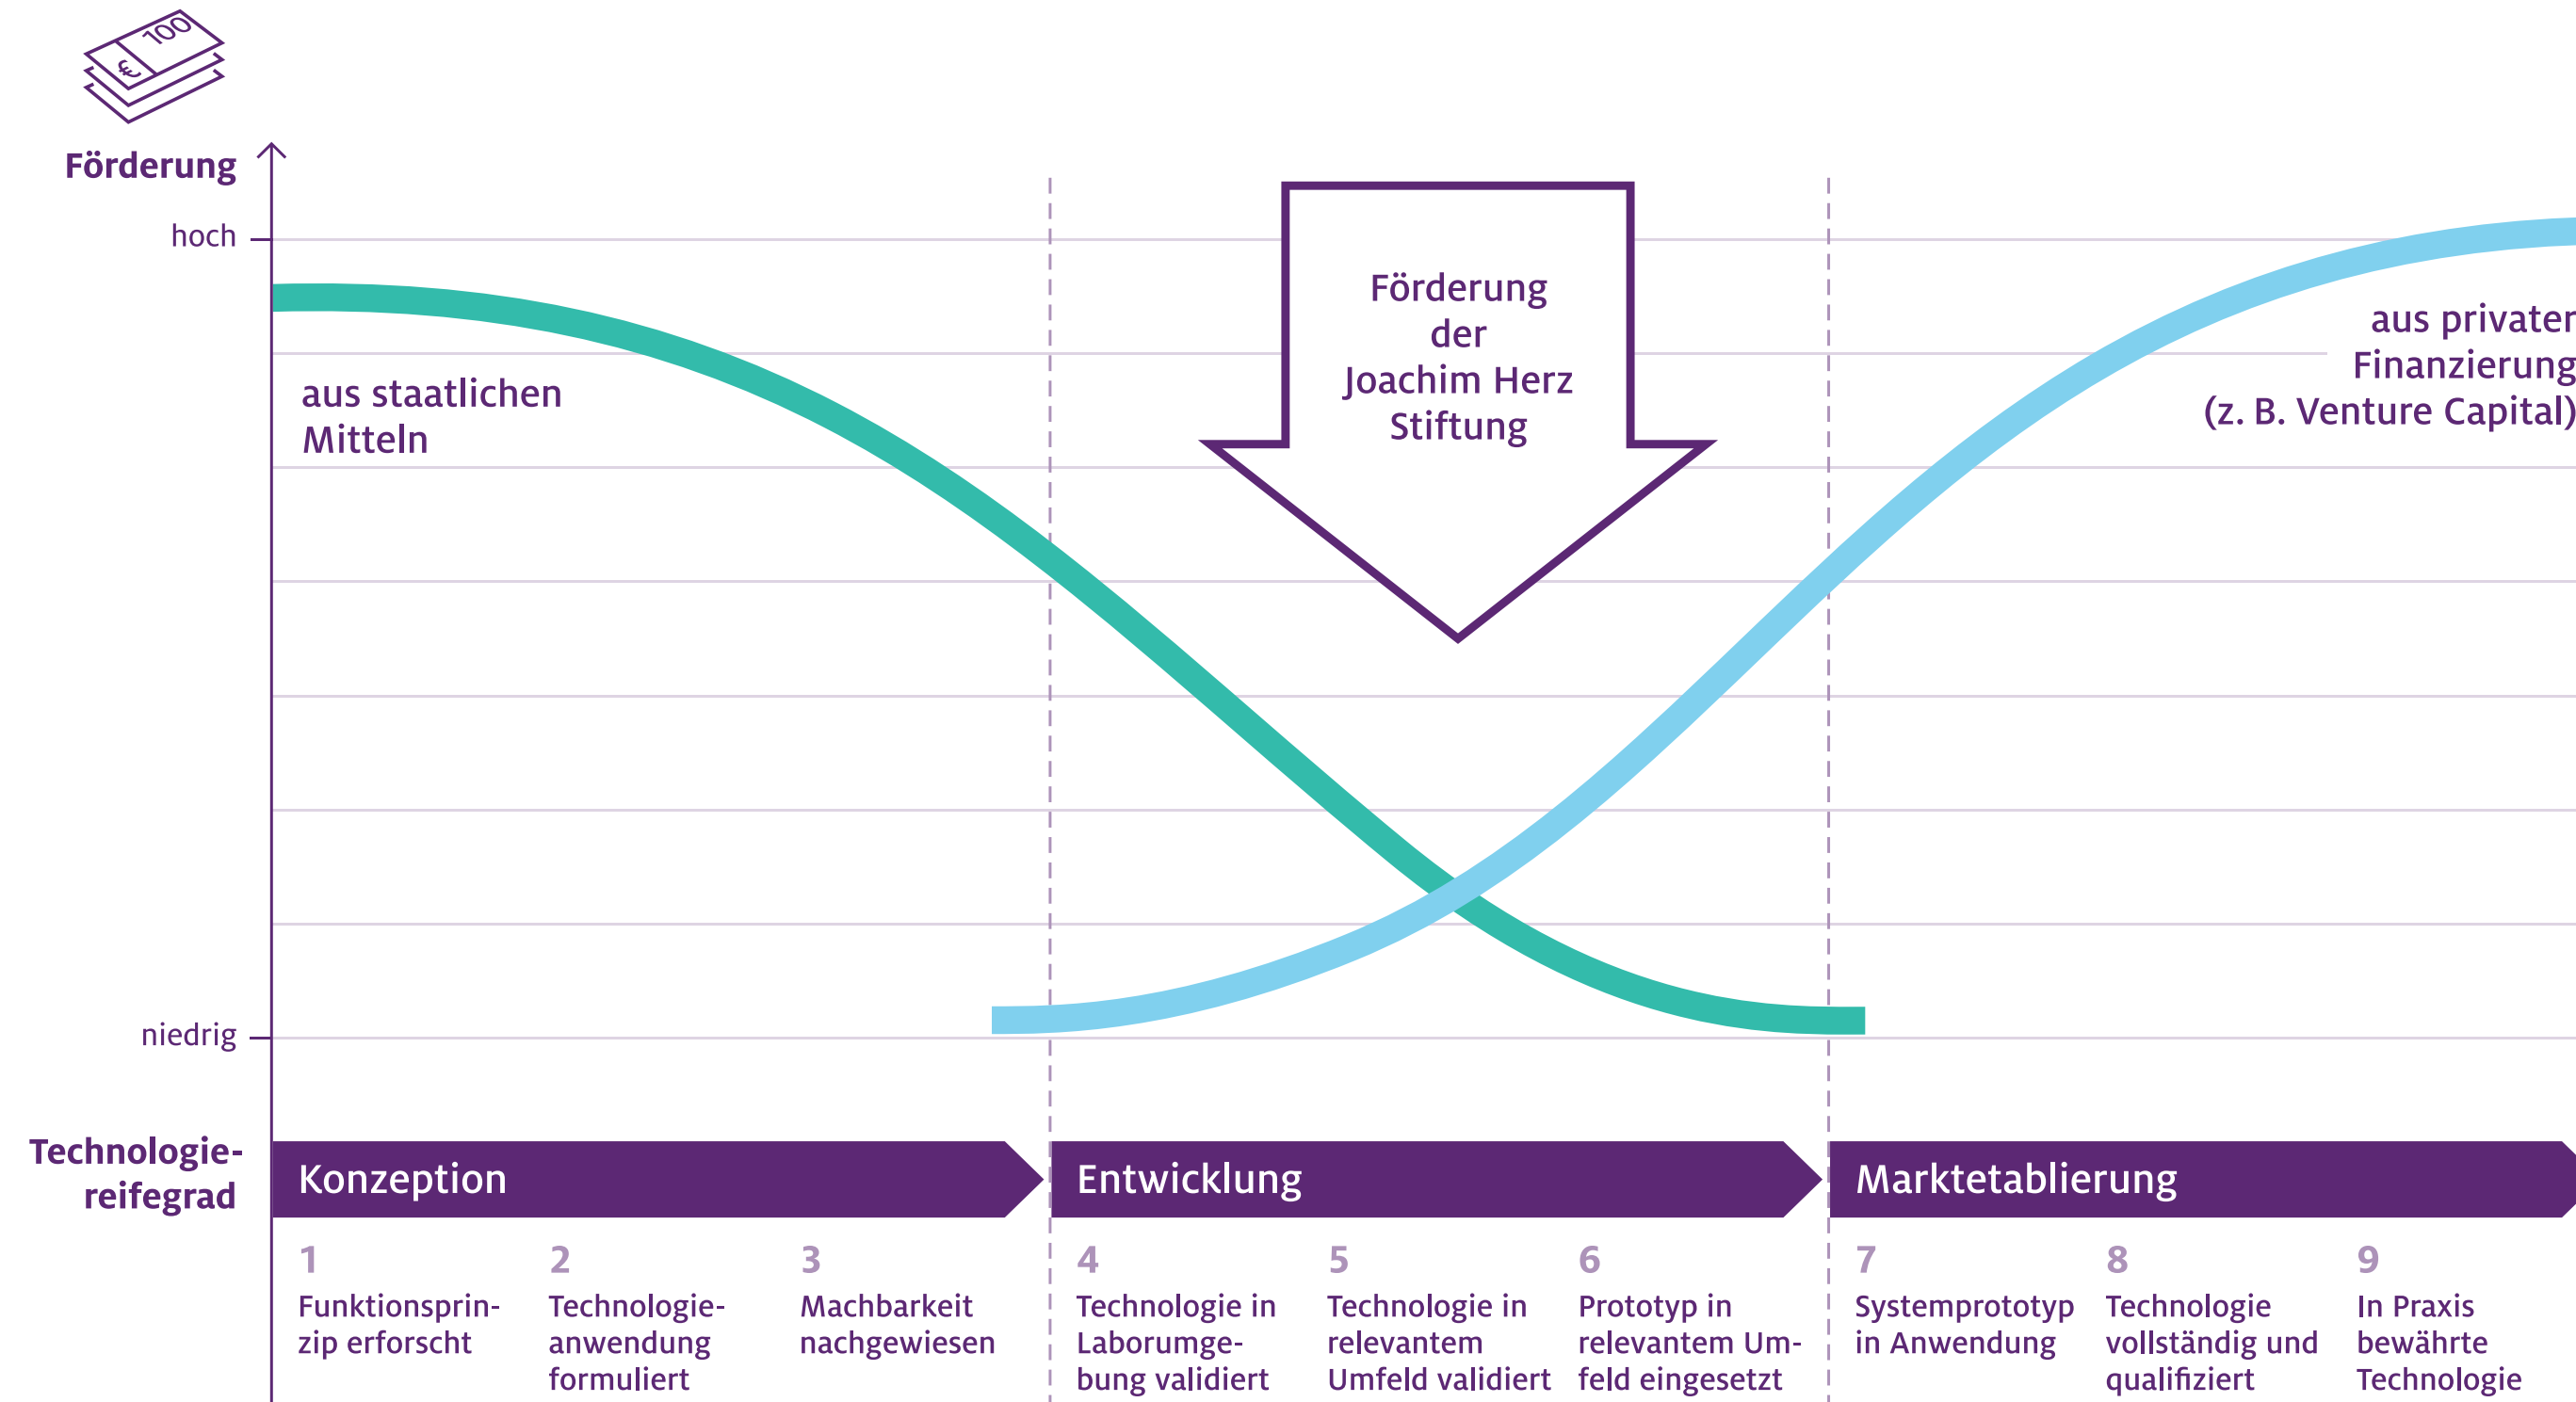 100
€
Förderung
hoch
Förderung
der
Joachim Herz
Stiftung
aus staatlichen
Mitteln
aus privater
Finanzierung
(z. B. Venture Capital)
niedrig
Technologie-
reifegrad
Konzeption
Entwicklung
Marktetablierung
1
Funktionsprin-
zip erforscht
2
Technologie-
anwendung
formuliert
3
Machbarkeit
nachgewiesen
4
Technologie in
Laborumge-
bung validiert
5
Technologie in
relevantem
Umfeld validiert
6
Prototyp in
relevantem Um-
feld eingesetzt
7
Systemprototyp
in Anwendung
8
Technologie
vollständig und
qualifiziert
9
In Praxis
bewährte
Technologie